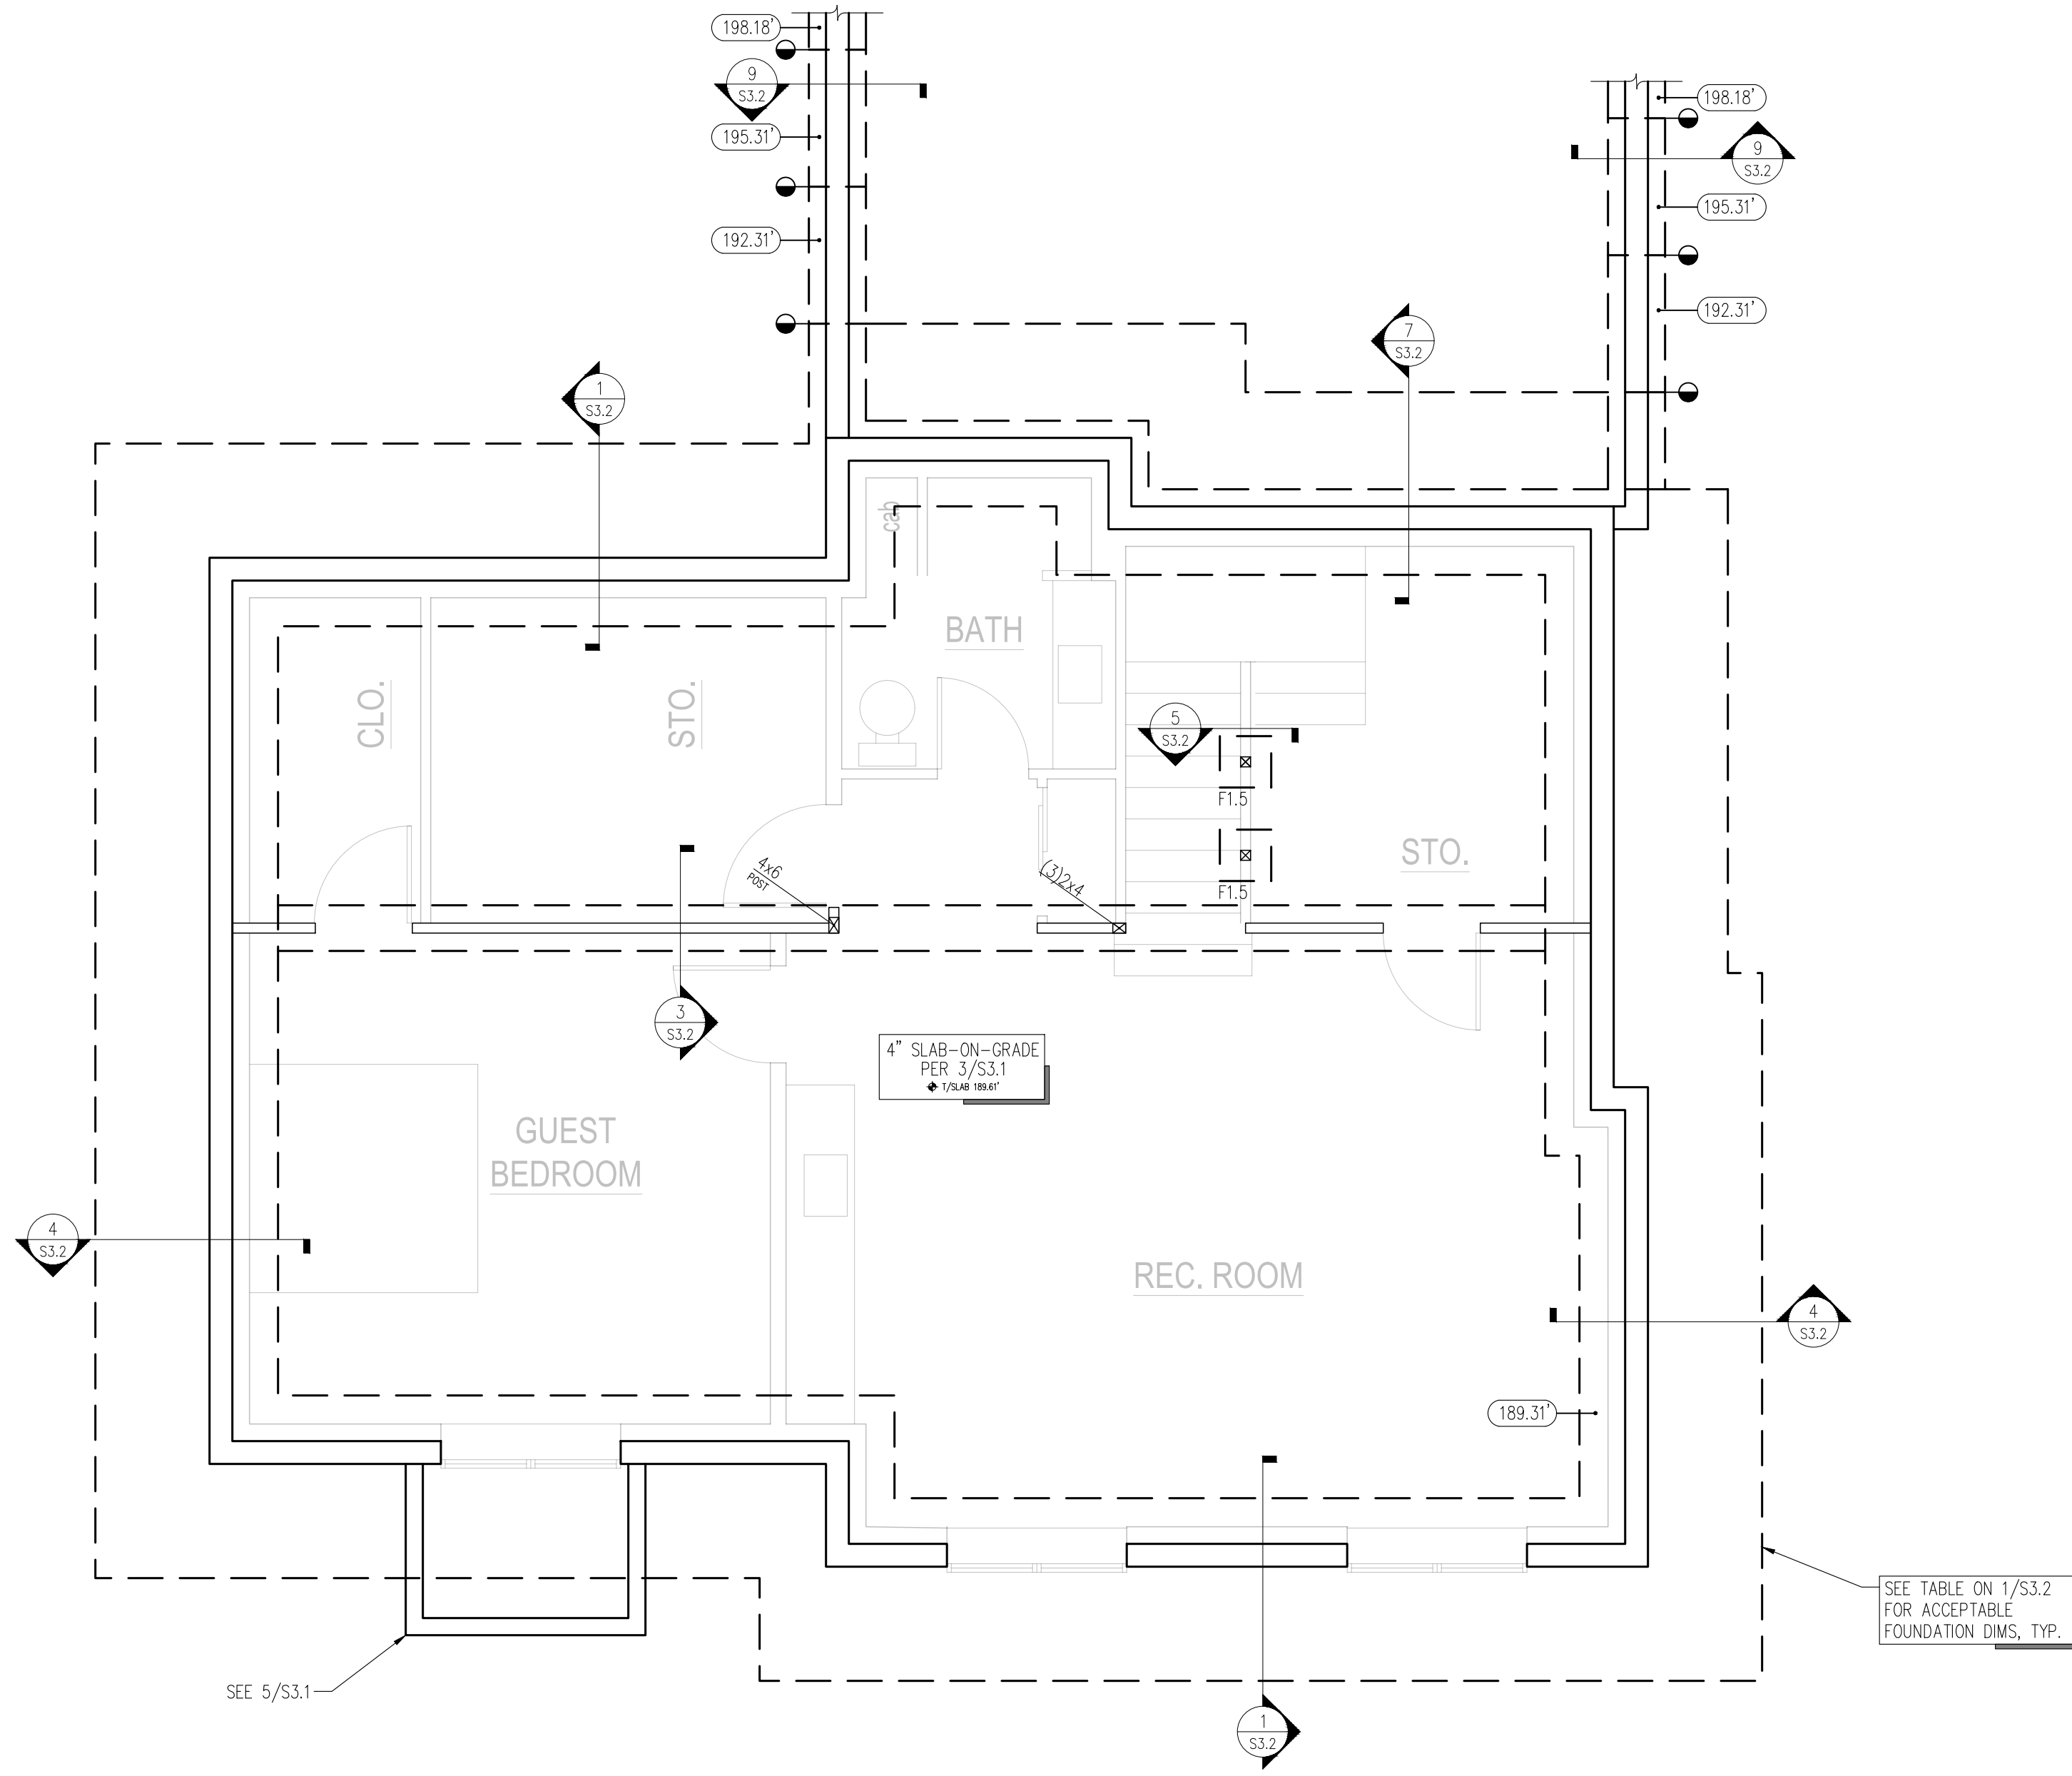 198.18'
9
S3.2
195.31'
192.31'
198.18'
9
S3.2
195.31'
192.31'
7
S3.2
1
S3.2
cab
BATH
CLO.
STO.
5
S3.2
F1.5
F1.5
STO.
4x6
POST
(3)2x4
3
S3.2
4" SLAB-ON-GRADE
PER 3/S3.1
T/SLAB 189.61'
GUEST
BEDROOM
4
S3.2
REC. ROOM
4
S3.2
189.31'
SEE TABLE ON 1/S3.2
FOR ACCEPTABLE
FOUNDATION DIMS, TYP.
SEE 5/S3.1
1
S3.2